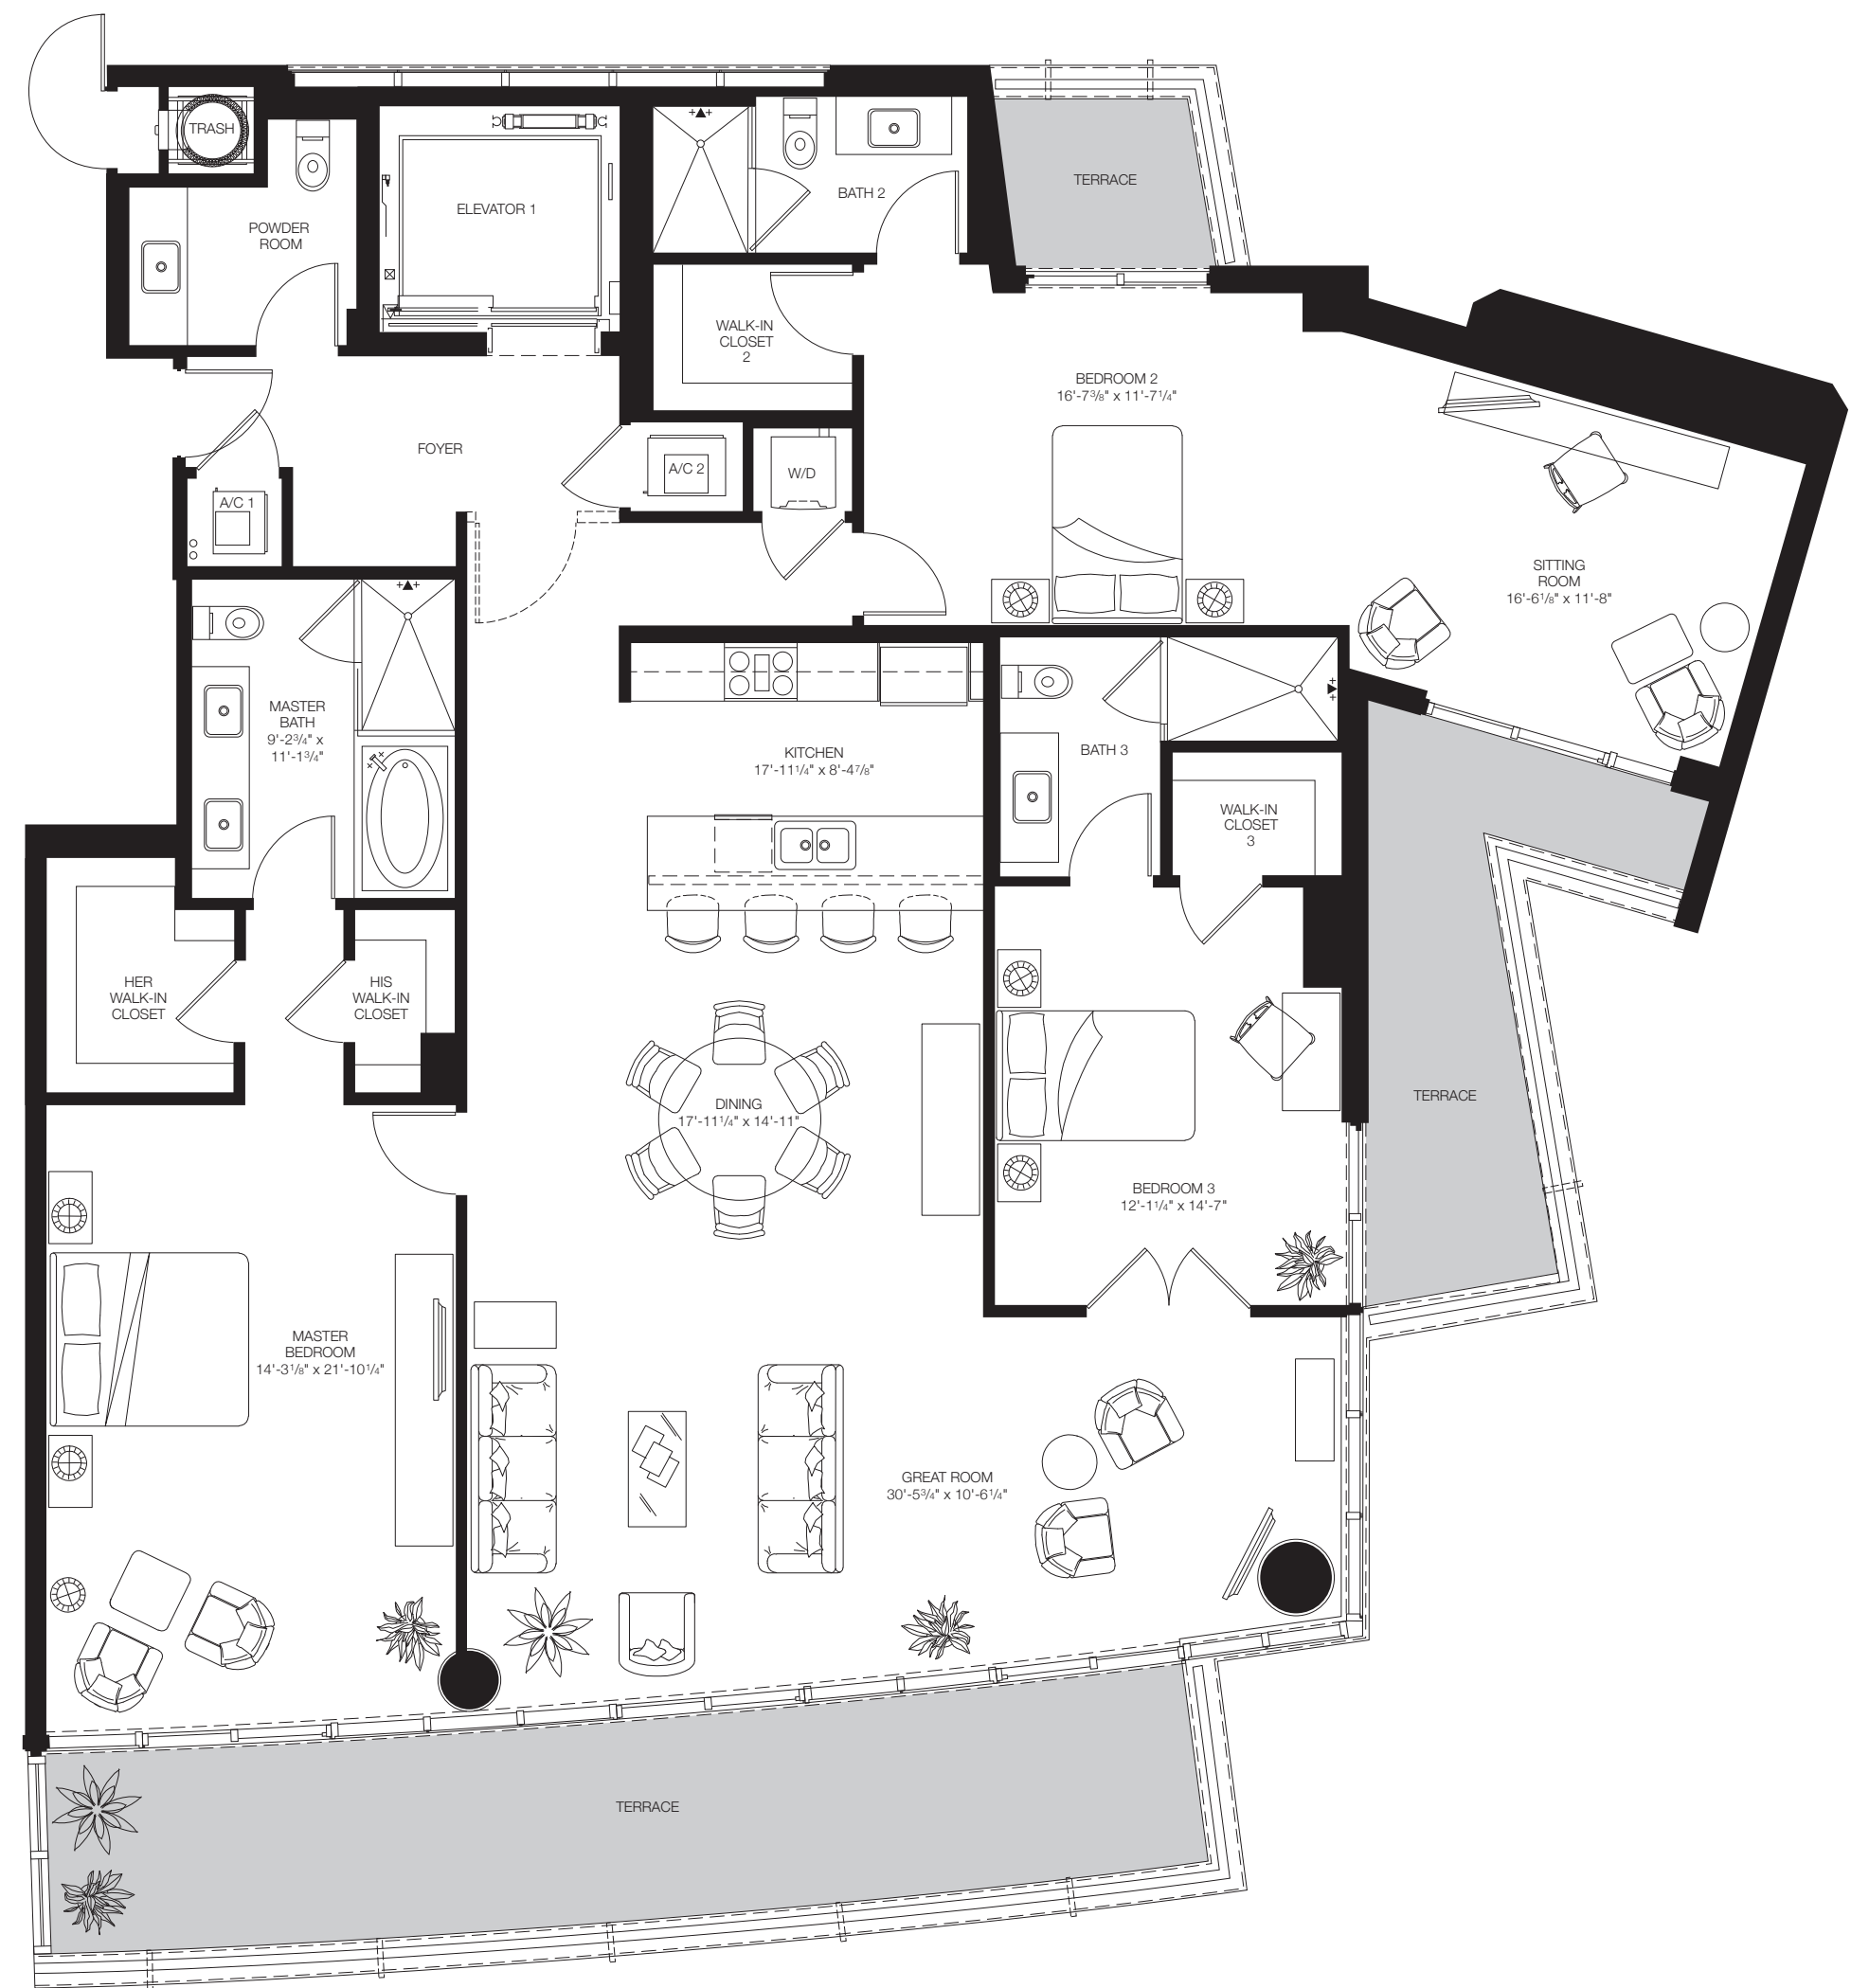 TRASH
TERRACE
BATH 2
ELEVATOR 1
POWDER
ROOM
WALK-IN
CLOSET
2
BEDROOM 2
16'-7³/₈" x 11'-7¹/₄"
FOYER
A/C 2
W/D
A/C 1
SITTING
ROOM
16'-6¹/₈" x 11'-8"
MASTER
BATH
9'-2³/₄" x
11'-1³/₄"
KITCHEN
17'-11¹/₄" x 8'-4⁷/₈"
BATH 3
WALK-IN
CLOSET
3
HER
WALK-IN
CLOSET
HIS
WALK-IN
CLOSET
DINING
17'-11¹/₄" x 14'-11"
TERRACE
BEDROOM 3
12'-1¹/₄" x 14'-7"
MASTER
BEDROOM
14'-3¹/₈" x 21'-10¹/₄"
GREAT ROOM
30'-5³/₄" x 10'-6¹/₄"
TERRACE